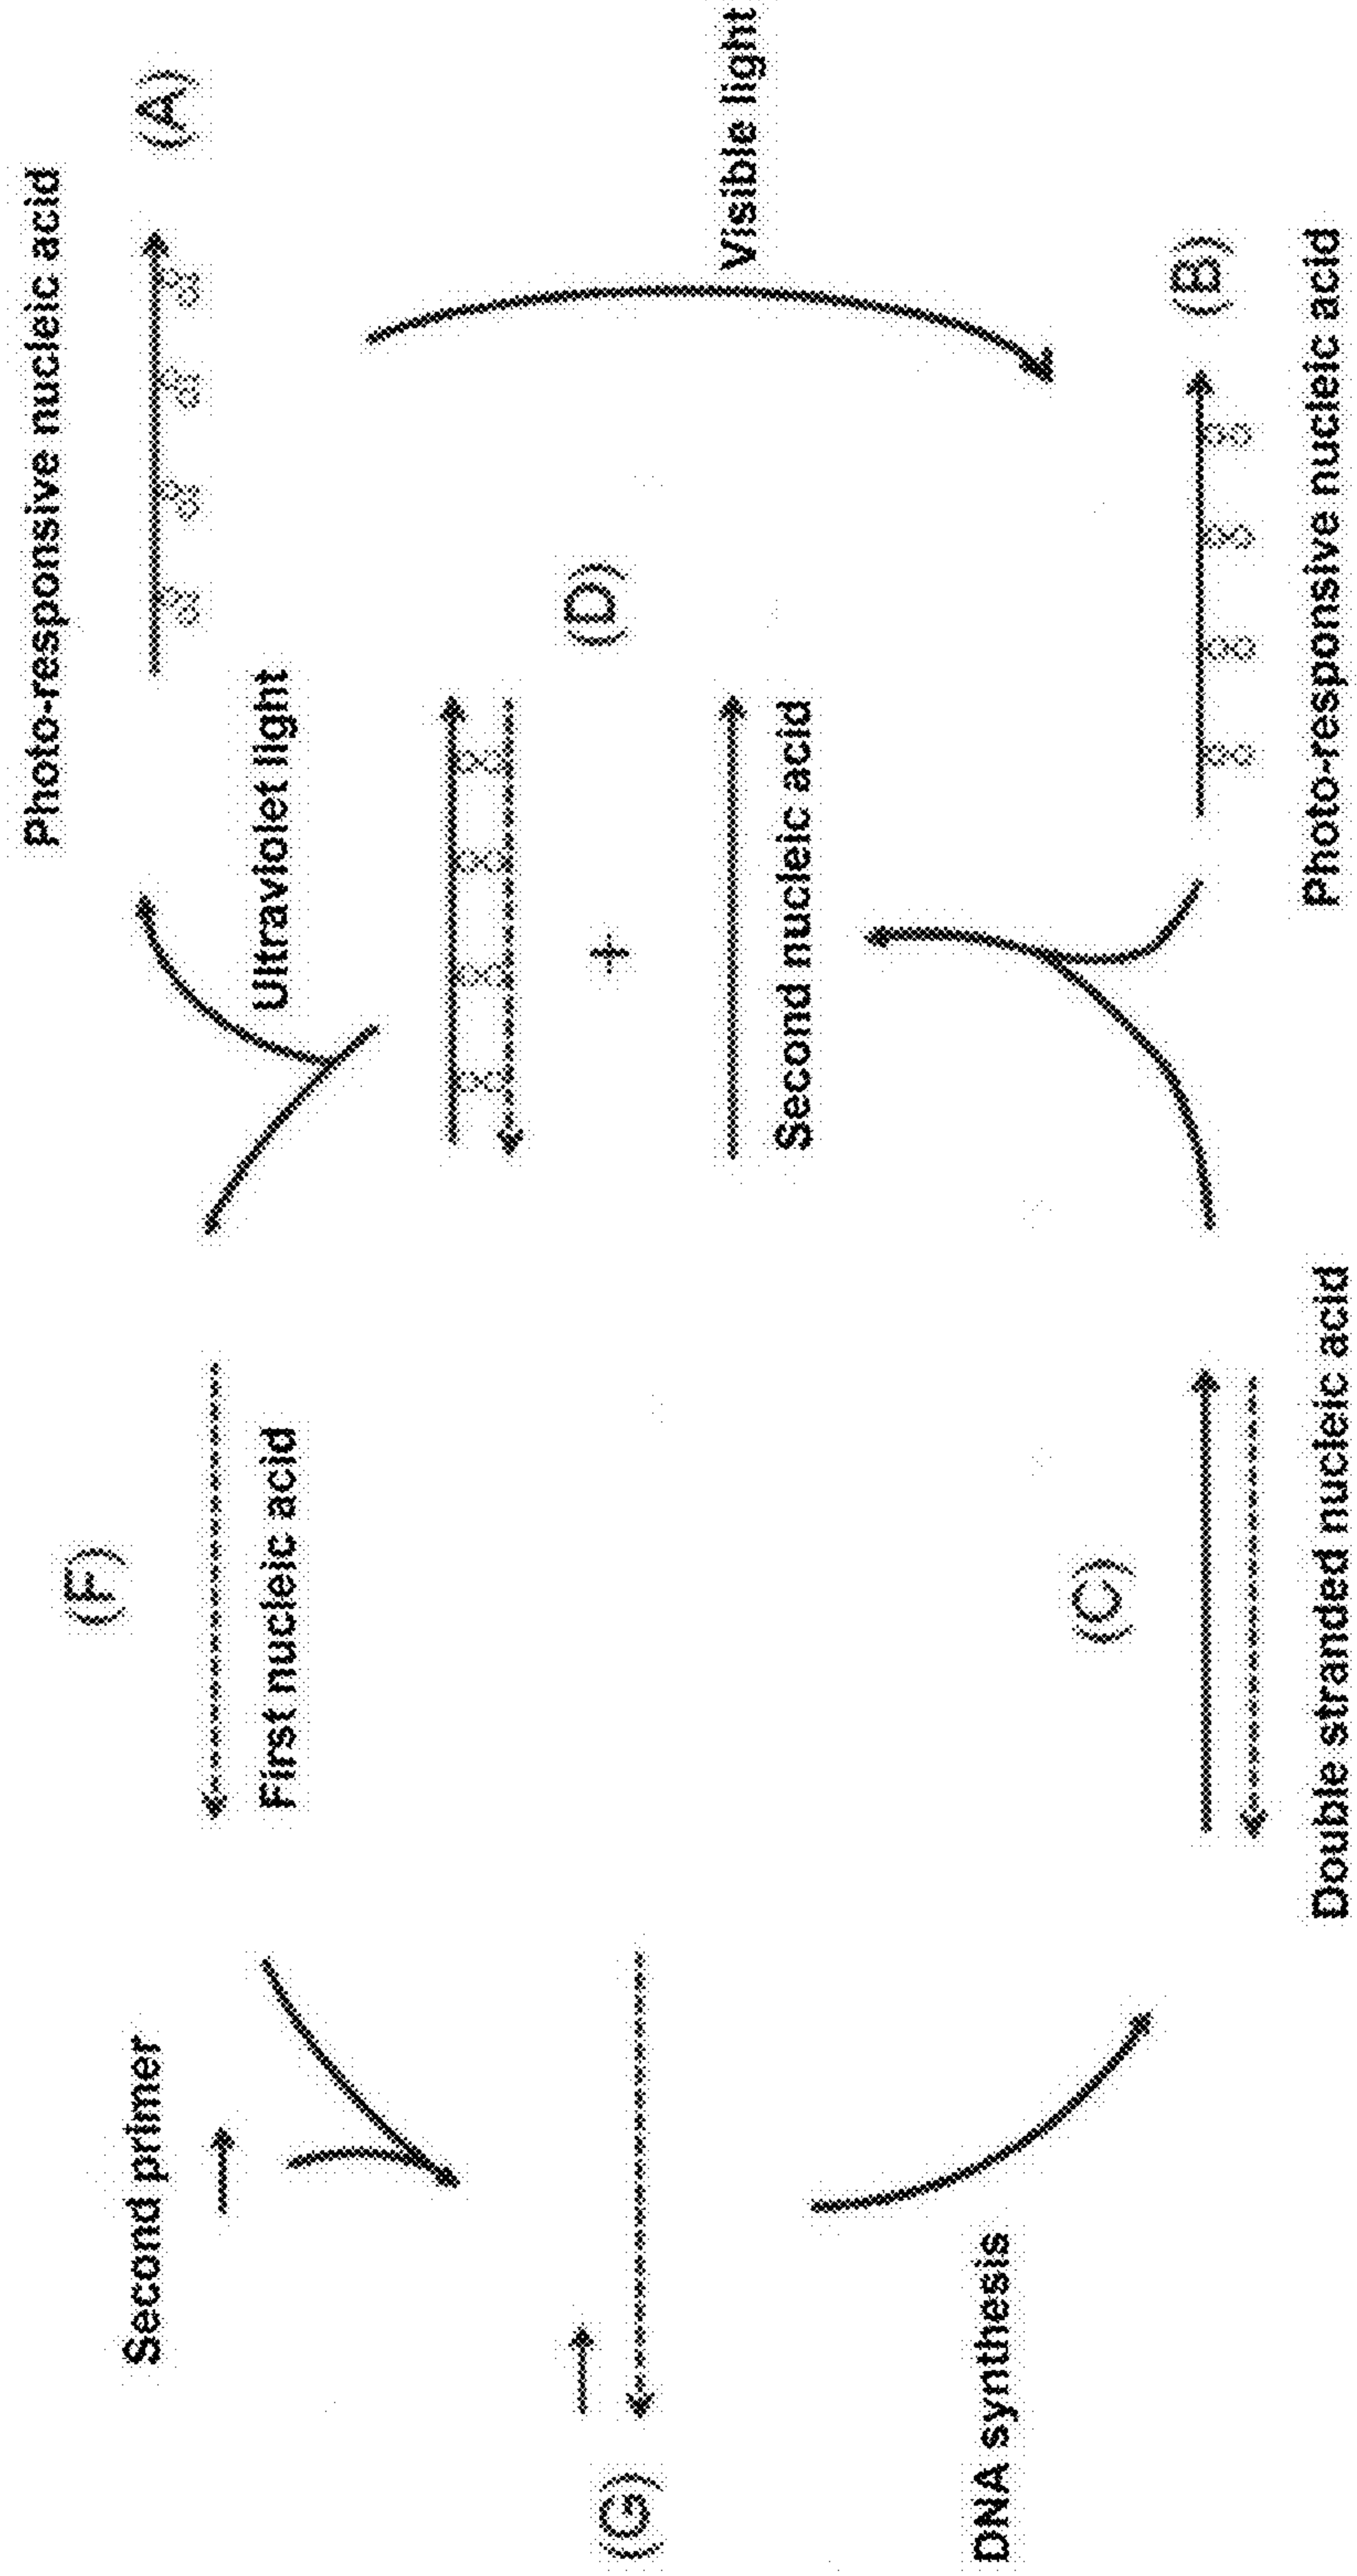 Photo-responsive nucleic acid
(A)
Second primer
(F)
First nucleic acid
Ultraviolet light
(D)
(G)
+
Visible light
Second nucleic acid
DNA synthesis
(C)
(B)
Double stranded nucleic acid
Photo-responsive nucleic acid